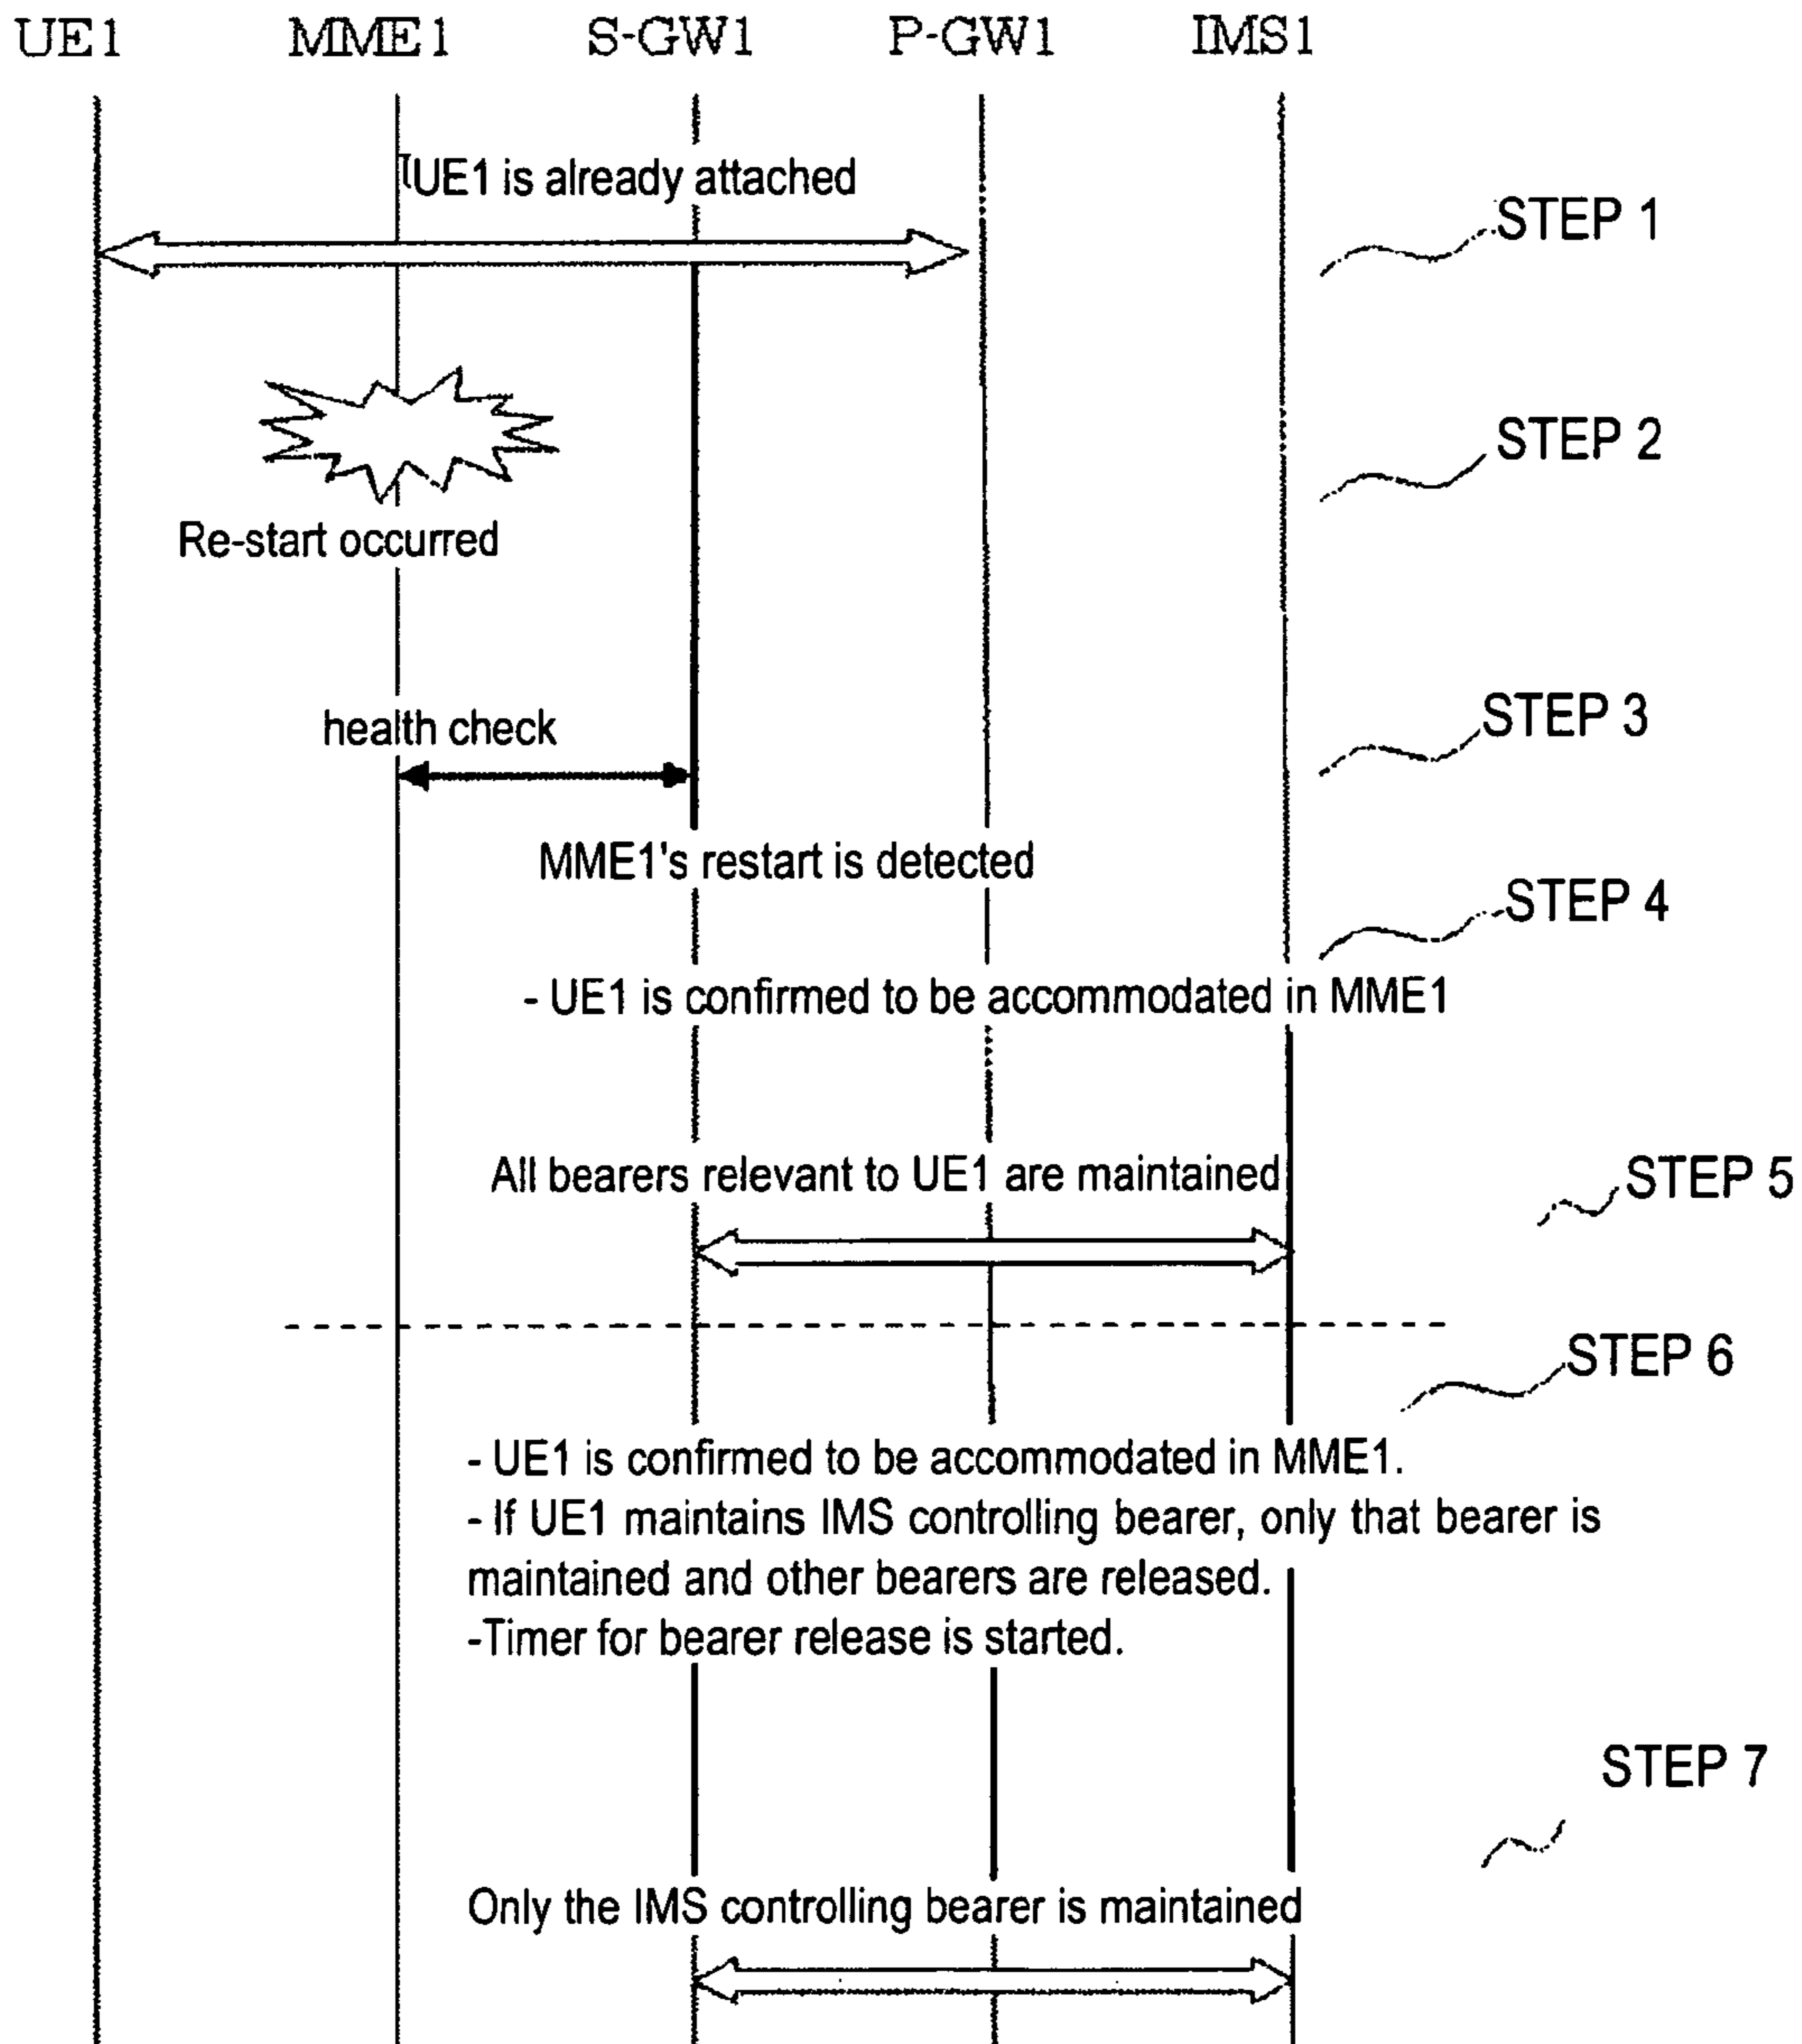 UE1 MME1 S-GW1 P-GW1 IMS1
UE1 is already attached
STEP 1
STEP 2
Re-start occurred
STEP 3
health check
MME1's restart is detected
STEP 4
- UE1 is confirmed to be accommodated in MME1
All bearers relevant to UE1 are maintained
STEP 5
STEP 6
- UE1 is confirmed to be accommodated in MME1.
- If UE1 maintains IMS controlling bearer, only that bearer is
maintained and other bearers are released.
-Timer for bearer release is started.
STEP 7
Only the IMS controlling bearer is maintained